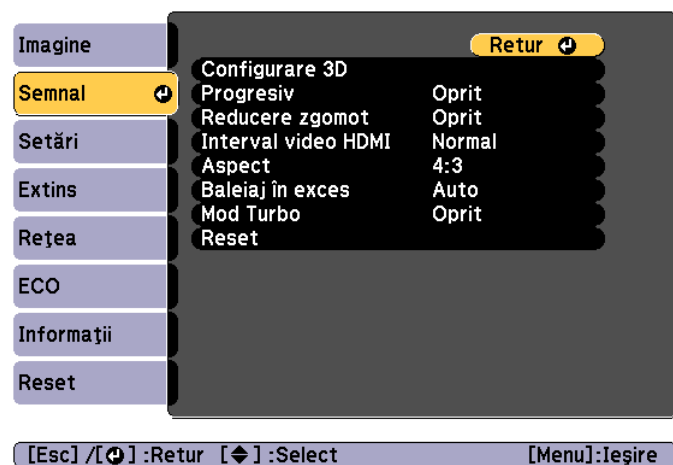 Imagine
Semnal
Setări
Extins
Reţea
ECO
Informaţii
Reset
Retur
Configurare 3D
Progresiv Oprit
Reducere zgomot Oprit
Interval video HDMI Normal
Aspect 4:3
Baleiaj în exces Auto
Mod Turbo Oprit
Reset
[Esc] /[⏎] :Retur [◆] :Select [Menu]:Ieşire